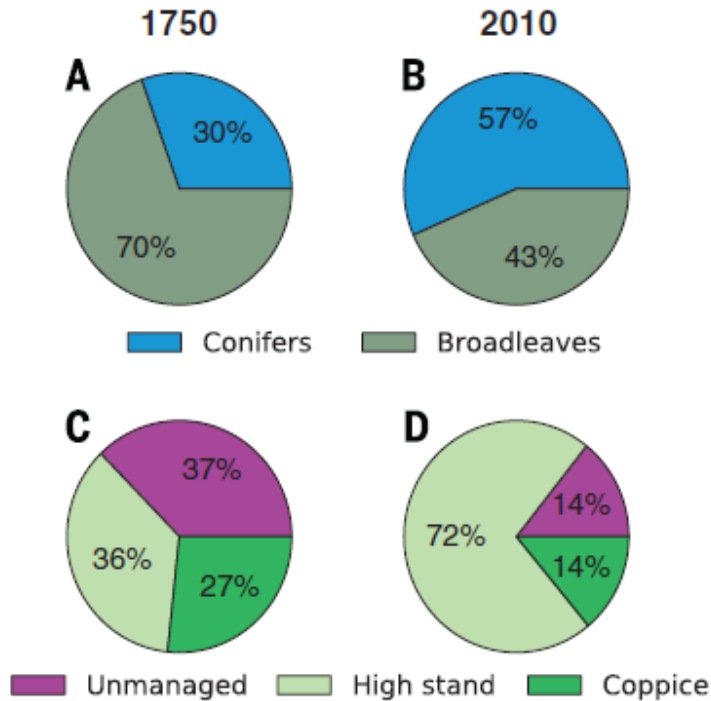 1750 2010
A B
30% 57%
70% 43%
Conifers Broadleaves
C D
37% 14%
36% 27% 72% 14%
Unmanaged High stand Coppice